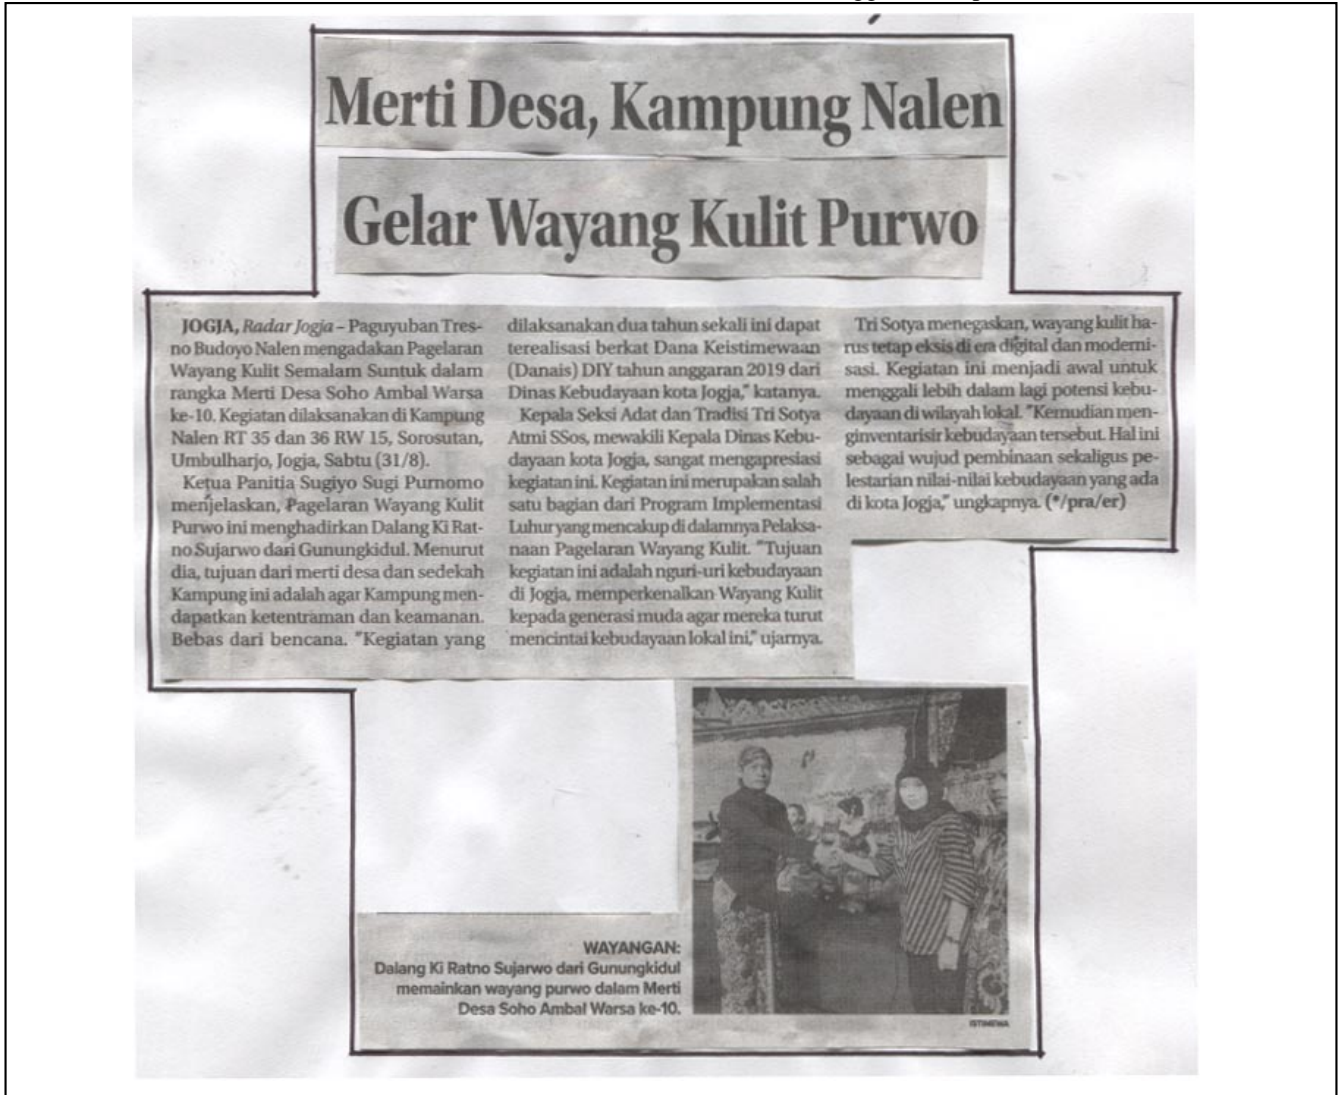 Merti Desa, Kampung Nalen
Gelar Wayang Kulit Purwo
JOGJA, Radar Jogja – Paguyuban Tres-
no Budoyo Nalen mengadakan Pagelaran
Wayang Kulit Semalam Suntuk dalam
rangka Merti Desa Soho Ambal Warsa
ke-10. Kegiatan dilaksanakan di Kampung
Nalen RT 35 dan 36 RW 15, Sorosutan,
Umbulharjo, Jogja, Sabtu (31/8).
Ketua Panitia Sugiyo Sugi Purnomo
menjelaskan, Pagelaran Wayang Kulit
Purwo ini menghadirkan Dalang Ki Rat-
no Sujarwo dari Gunungkidul. Menurut
dia, tujuan dari merti desa dan sedekah
Kampung ini adalah agar Kampung men-
dapatkan ketentraman dan keamanan.
Bebas dari bencana. "Kegiatan yang
dilaksanakan dua tahun sekali ini dapat
terealisasi berkat Dana Keistimewaan
(Danais) DIY tahun anggaran 2019 dari
Dinas Kebudayaan kota Jogja," katanya.
Kepala Seksi Adat dan Tradisi Tri Sotya
Atmi SSos, mewakili Kepala Dinas Kebu-
dayaan kota Jogja, sangat mengapresiasi
kegiatan ini. Kegiatan ini merupakan salah
satu bagian dari Program Implementasi
Luhur yang mencakup di dalamnya Pelaksa-
naan Pagelaran Wayang Kulit. "Tujuan
kegiatan ini adalah nguri-uri kebudayaan
di Jogja, memperkenalkan Wayang Kulit
kepada generasi muda agar mereka turut
mencintai kebudayaan lokal ini," ujarnya.
Tri Sotya menegaskan, wayang kulit ha-
rus tetap eksis di era digital dan moderni-
sasi. Kegiatan ini menjadi awal untuk
menggali lebih dalam lagi potensi kebu-
dayaan di wilayah lokal. "Kemudian men-
ginventarisir kebudayaan tersebut. Hal ini
sebagai wujud pembinaan sekaligus pe-
lestarian nilai-nilai kebudayaan yang ada
di kota Jogja," ungkapnya. (*/pra/er)
WAYANGAN:
Dalang Ki Ratno Sujarwo dari Gunungkidul
memainkan wayang purwo dalam Merti
Desa Soho Ambal Warsa ke-10.
ISTIMEWA